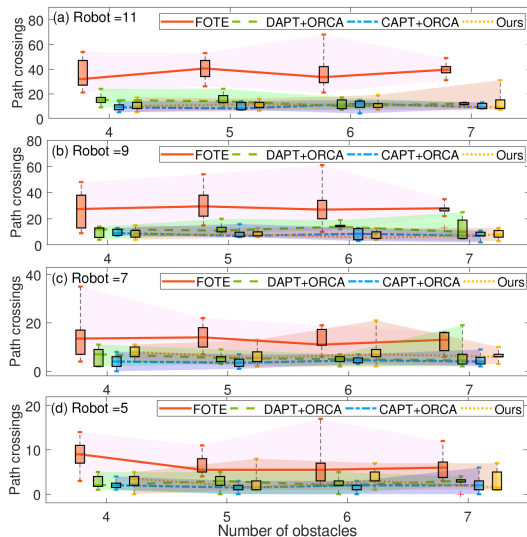 (a) Robot =11
FOTE DAPT+ORCA CAPT+ORCA Ours
Path crossings
80
60
40
20
0
4 5 6 7
(b) Robot =9
FOTE DAPT+ORCA CAPT+ORCA Ours
Path crossings
80
60
40
20
0
4 5 6 7
(c) Robot =7
FOTE DAPT+ORCA CAPT+ORCA Ours
Path crossings
40
20
0
4 5 6 7
(d) Robot =5
FOTE DAPT+ORCA CAPT+ORCA Ours
Path crossings
20
10
0
4 5 6 7
Number of obstacles